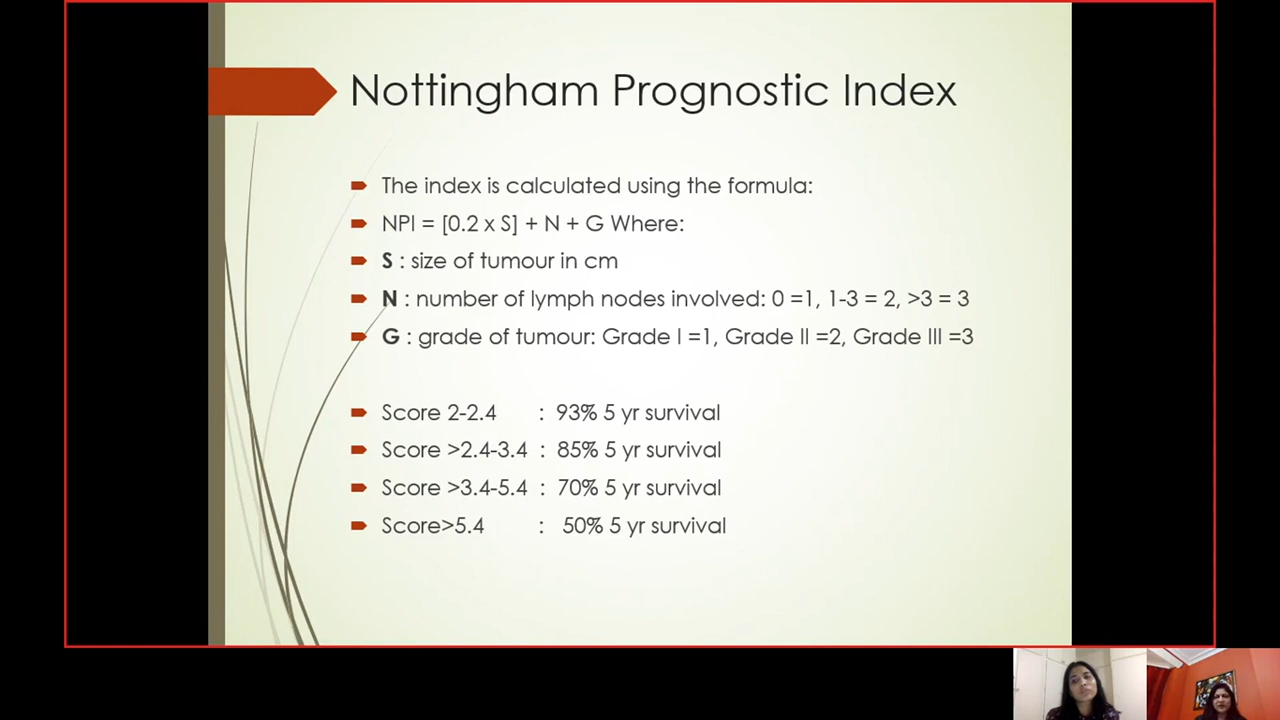 Nottingham Prognostic Index
The index is calculated using the formula:
NPI = [0.2 x S] + N + G Where:
S : size of tumour in cm
N : number of lymph nodes involved: 0 =1, 1-3 = 2, >3 = 3
G : grade of tumour: Grade I =1, Grade II =2, Grade III =3
Score 2-2.4 : 93% 5 yr survival
Score >2.4-3.4 : 85% 5 yr survival
Score >3.4-5.4 : 70% 5 yr survival
Score>5.4 : 50% 5 yr survival